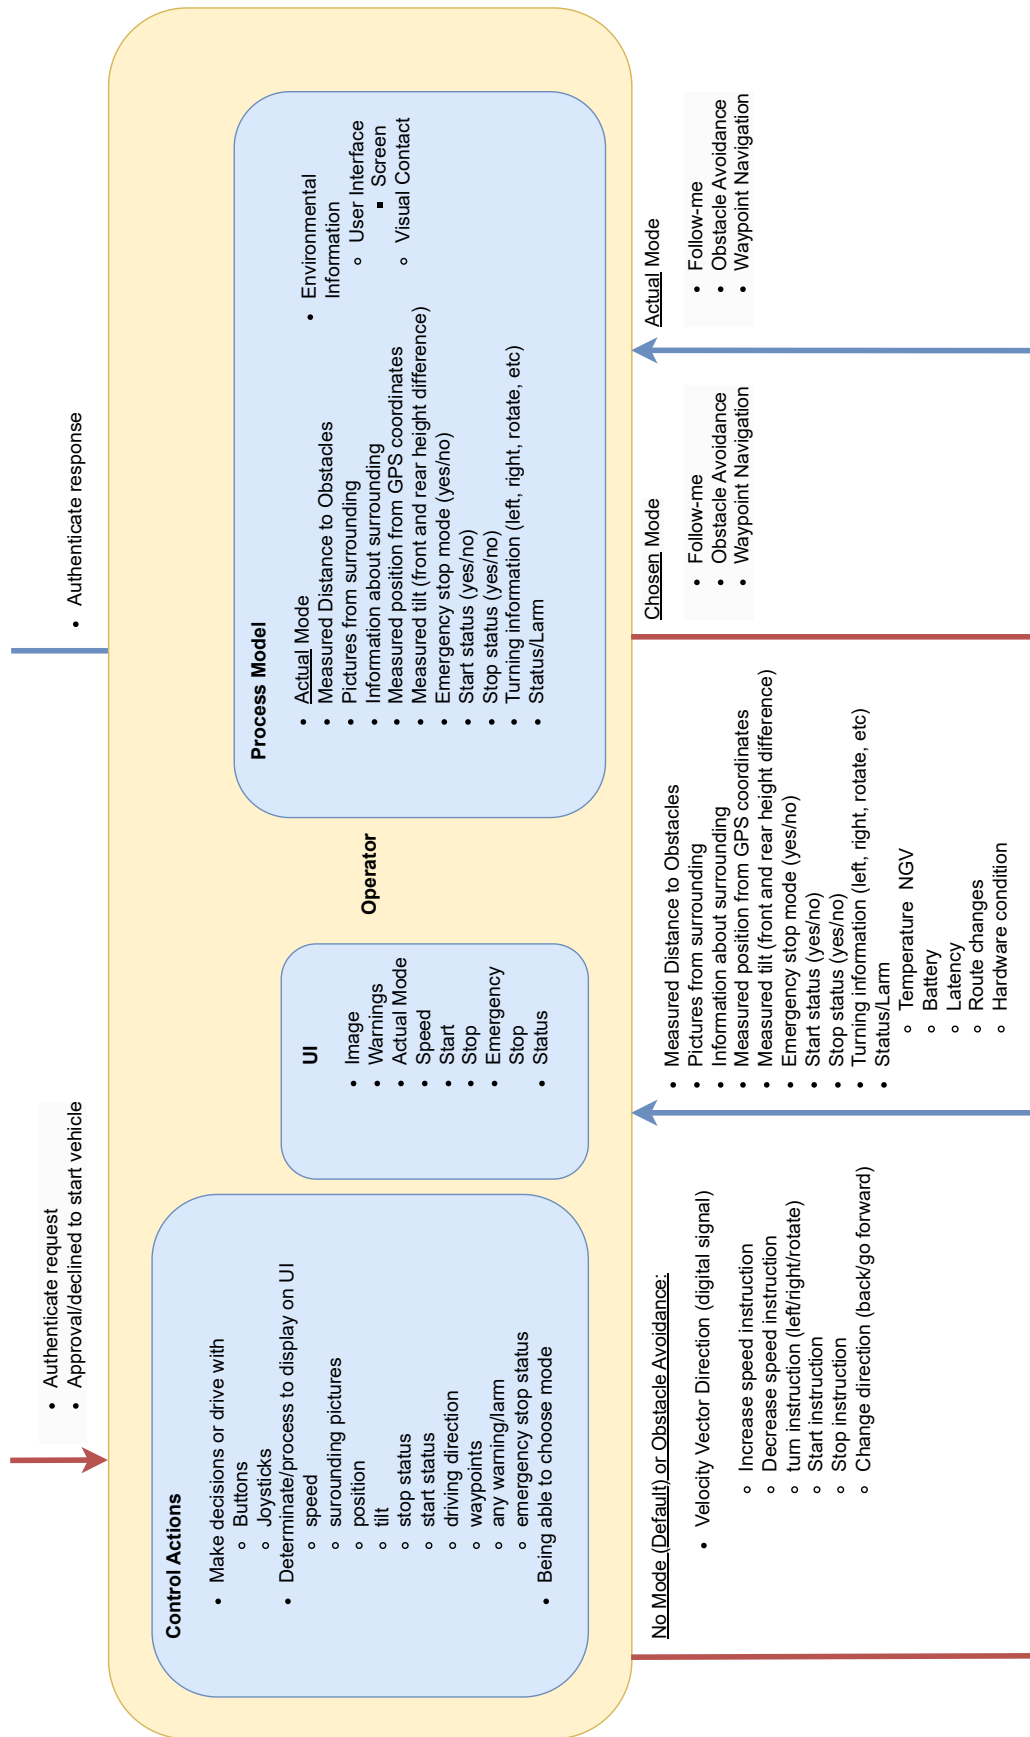 Authenticate request
Approval/declined to start vehicle
Authenticate response
Control Actions
Make decisions or drive with
Buttons
Joysticks
Determinate/process to display on UI
speed
surounding pictures
position
tilt
stop status
start status
driving direction
waypoints
any warning/larm
emergency stop status
Being able to choose mode
UI
Image
Warnings
Actual Mode
Speed
Start
Stop
Emergency
Stop
Status
Operator
Process Model
Actual Mode
Measured Distance to Obstacles
Pictures from surrounding
Information about surrounding
Measured position from GPS coordinates
Measured tilt (front and rear height difference)
Emergency stop mode (yes/no)
Start status (yes/no)
Stop status (yes/no)
Turning information (left, right, rotate, etc)
Status/Larm
Environmental
Information
User Interface
Screen
Visual Contact
No Mode (Default) or Obstacle Avoidance:
Velocity Vector Direction (digital signal)
Increase speed instruction
Decrease speed instruction
turn instruction (left/right/rotate)
Start instruction
Stop instruction
Change direction (back/go forward)
Measured Distance to Obstacles
Pictures from surrounding
Information about surrounding
Measured position from GPS coordinates
Measured tilt (front and rear height difference)
Emergency stop mode (yes/no)
Start status (yes/no)
Stop status (yes/no)
Turning information (left, right, rotate, etc)
Status/Larm
Temperature NGV
Battery
Latency
Route changes
Hardware condition
Chosen Mode
Follow-me
Obstacle Avoidance
Waypoint Navigation
Actual Mode
Follow-me
Obstacle Avoidance
Waypoint Navigation